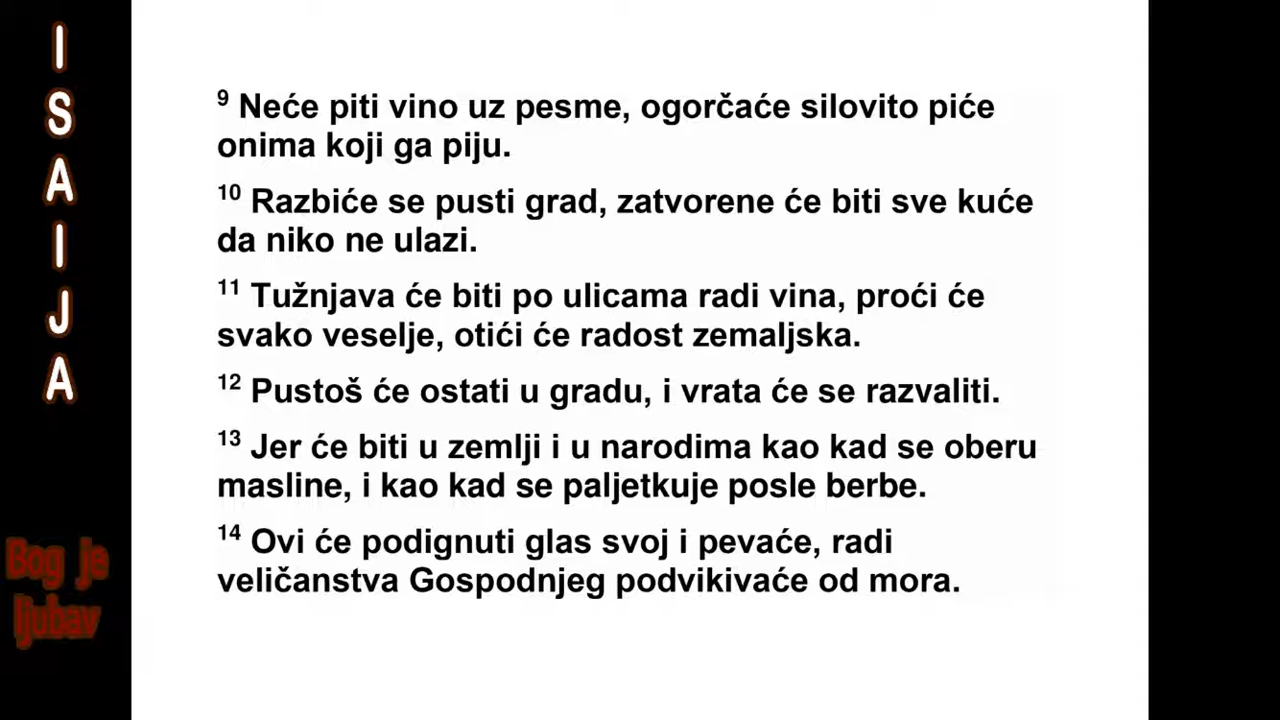 ISAIJA
9 Neće piti vino uz pesme, ogorčaće silovito piće
onima koji ga piju.
10 Razbiće se pusti grad, zatvorene će biti sve kuće
da niko ne ulazi.
11 Tužnjava će biti po ulicama radi vina, proći će
svako veselje, otići će radost zemaljska.
12 Pustoš će ostati u gradu, i vrata će se razvaliti.
13 Jer će biti u zemlji i u narodima kao kad se oberu
masline, i kao kad se paljetkuje posle berbe.
14 Ovi će podignuti glas svoj i pevaće, radi
veličanstva Gospodnjeg podvikivaće od mora.
Bog je
ljubav